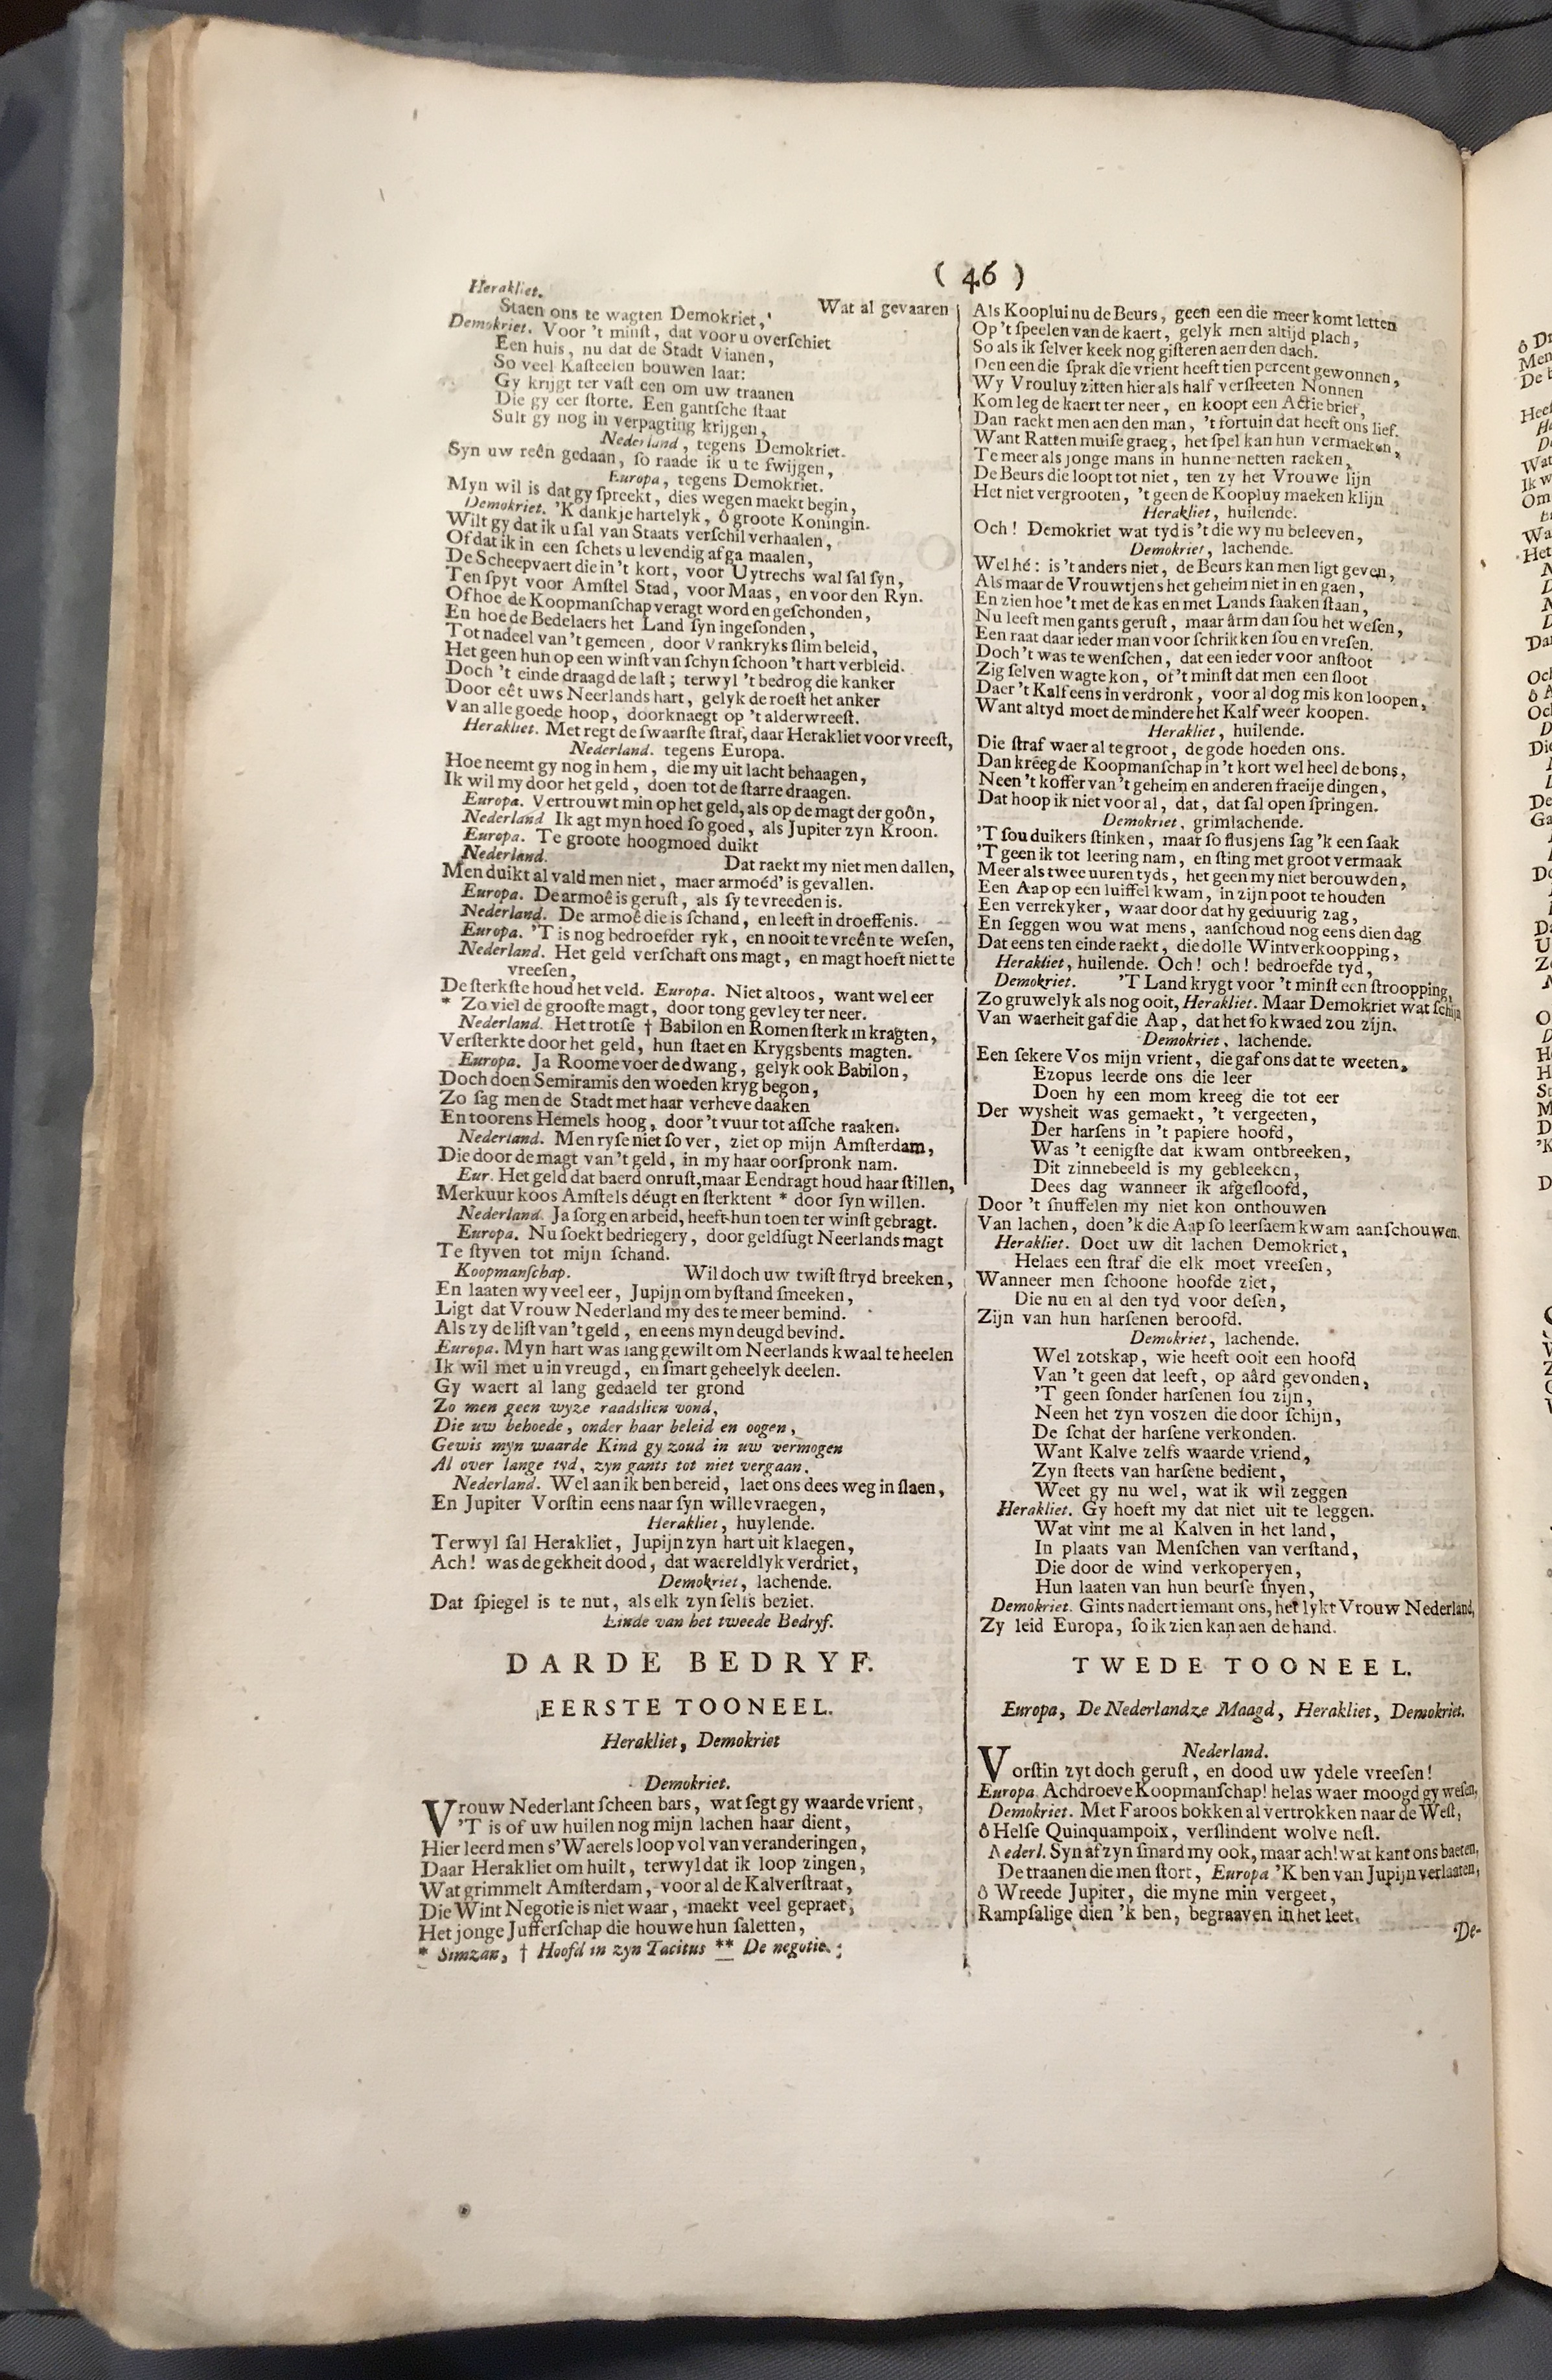 ( 46 )
Herakliet. Wat al gevaaren
Staen ons te wagten Demokriet,
Demokriet. Voor 't minſt, dat voor u overſchiet
Een huis, nu dat de Stadt Vianen,
So veel Kaſteelen bouwen laat:
Gy krijgt ter vaſt een om uw traanen
Die gy eer ſtorte. Een gantſche ſtaat
Sult gy nog in verpagting krijgen,
Nederland, tegens Demokriet.
Syn uw reên gedaan, ſo raade ik u te ſwijgen,
Europa, tegens Demokriet.
Myn wil is dat gy ſpreekt, dies wegen maekt begin,
Demokriet. 'K dankje hartelyk, ô groote Koningin.
Wilt gy dat ik u ſal van Staats verſchil verhaalen,
Of dat ik in een ſchets u levendig af ga maalen,
De Scheepvaert die in 't kort, voor Uytrechs wal ſal ſyn,
Ten ſpyt voor Amſtel Stad, voor Maas, en voor den Ryn.
Of hoe de Koopmanſchap veragt word en geſchonden,
En hoe de Bedelaers het Land ſyn ingeſonden,
Tot nadeel van 't gemeen, door Vrankryks ſlim beleid,
Het geen hun op een winſt van ſchyn ſchoon 't hart verbleid.
Doch 't einde draagd de laſt; terwyl 't bedrog die kanker
Door eêt uws Neerlands hart, gelyk de roeſt het anker
Van alle goede hoop, doorknaegt op 't alderwreeſt.
Herakliet. Met regt de ſwaarſte ſtraf, daar Herakliet voor vreeſt,
Nederland. tegens Europa.
Hoe neemt gy nog in hem, die my uit lacht behaagen,
Ik wil my door het geld, doen tot de ſtarre draagen.
Europa. Vertrouwt min op het geld, als op de magt der goôn,
Nederland Ik agt myn hoed ſo goed, als Jupiter zyn Kroon.
Europa. Te groote hoogmoed duikt
Nederland. Dat raekt my niet men dallen,
Men duikt al vald men niet, maer armoéd' is gevallen.
Europa. De armoê is geruſt, als ſy te vreeden is.
Nederland. De armoê die is ſchand, en leeft in droeffenis.
Europa. 'T is nog bedroefder ryk, en nooit te vreên te weſen,
Nederland. Het geld verſchaft ons magt, en magt hoeft niet te
vreeſen,
De ſterkſte houd het veld. Europa. Niet altoos, want wel eer
* Zo viel de grooſte magt, door tong gevley ter neer.
Nederland. Het trotſe † Babilon en Romen ſterk in kragten,
Verſterkte door het geld, hun ſtaet en Krygsbents magten.
Europa. Ja Roome voer de dwang, gelyk ook Babilon,
Doch doen Semiramis den woeden kryg begon,
Zo ſag men de Stadt met haar verheve daaken
En toorens Hemels hoog, door 't vuur tot aſſche raaken.
Nederland. Men ryſe niet ſo ver, ziet op mijn Amſterdam,
Die door de magt van 't geld, in my haar oorſpronk nam.
Eur. Het geld dat baerd onruſt, maar Eendragt houd haar ſtillen,
Merkuur koos Amſtels déugt en ſterktent * door ſyn willen.
Nederland. Ja ſorg en arbeid, heeft hun toen ter winſt gebragt.
Europa. Nu ſoekt bedriegery, door geldſugt Neerlands magt
Te ſtyven tot mijn ſchand.
Koopmanſchap. Wil doch uw twiſt ſtryd breeken,
En laaten wy veel eer, Jupijn om byſtand ſmeeken,
Ligt dat Vrouw Nederland my des te meer bemind.
Als zy de liſt van 't geld, en eens myn deugd bevind.
Europa. Myn hart was lang gewilt om Neerlands kwaal te heelen
Ik wil met u in vreugd, en ſmart geheelyk deelen.
Gy waert al lang gedaeld ter grond
Zo men geen wyze raadslien vond,
Die uw behoede, onder haar beleid en oogen,
Gewis myn waarde Kind gy zoud in uw vermogen
Al over lange tyd, zyn gants tot niet vergaan.
Nederland. Wel aan ik ben bereid, laet ons dees weg in ſlaen,
En Jupiter Vorſtin eens naar ſyn wille vraegen,
Herakliet, huylende.
Terwyl ſal Herakliet, Jupijn zyn hart uit klaegen,
Ach! was de gekheit dood, dat waereldlyk verdriet,
Demokriet, lachende.
Dat ſpiegel is te nut, als elk zyn ſelfs beziet.
Einde van het tweede Bedryf.
DARDE BEDRYF.
EERSTE TOONEEL.
Herakliet, Demokriet
Demokriet.
Vrouw Nederlant ſcheen bars, wat ſegt gy waarde vrient,
'T is of uw huilen nog mijn lachen haar dient,
Hier leerd men s'Waerels loop vol van veranderingen,
Daar Herakliet om huilt, terwyl dat ik loop zingen,
Wat grimmelt Amſterdam, voor al de Kalverſtraat,
Die Wint Negotie is niet waar, maekt veel gepraet,
Het jonge Jufferſchap die houwe hun ſaletten,
* Simzan, † Hoofd in zyn Tacitus ** De negotie.
Als Kooplui nu de Beurs, geen een die meer komt letten
Op 't ſpeelen van de kaert, gelyk men altijd plach,
So als ik ſelver keek nog giſteren aen den dach.
Den een die ſprak die vrient heeft tien percent gewonnen,
Wy Vrouluy zitten hier als half verſleeten Nonnen
Kom leg de kaert ter neer, en koopt een Actie brief,
Dan raekt men aen den man, 't fortuin dat heeft ons lief.
Want Ratten muiſe graeg, het ſpel kan hun vermaeken,
Te meer als jonge mans in hunne netten raeken,
De Beurs die loopt tot niet, ten zy het Vrouwe lijn
Het niet vergrooten, 't geen de Koopluy maeken klijn
Herakliet, huilende.
Och! Demokriet wat tyd is 't die wy nu beleeven,
Demokriet, lachende.
Wel hé: is 't anders niet, de Beurs kan men ligt geven,
Als maar de Vrouwtjens het geheim niet in en gaen,
En zien hoe 't met de kas en met Lands ſaaken ſtaan,
Nu leeft men gants geruſt, maar ârm dan ſou het weſen,
Een raat daar ieder man voor ſchrikken ſou en vreſen.
Doch 't was te wenſchen, dat een ieder voor anſtoot
Zig ſelven wagte kon, of 't minſt dat men een ſloot
Daer 't Kalf eens in verdronk, voor al dog mis kon loopen,
Want altyd moet de mindere het Kalf weer koopen.
Herakliet, huilende.
Die ſtraf waer al te groot, de gode hoeden ons.
Dan kreeg de Koopmanſchap in 't kort wel heel de bons,
Neen 't koffer van 't geheim en anderen fraeije dingen,
Dat hoop ik niet voor al, dat, dat ſal open ſpringen.
Demokriet, grimlachende.
'T ſou duikers ſtinken, maar ſo fluſjens ſag 'k een ſaak
'T geen ik tot leering nam, en ſting met groot vermaak
Meer als twee uuren tyds, het geen my niet berouwden,
Een Aap op een luiffel kwam, in zijn poot te houden
Een verrekyker, waar door dat hy geduurig zag,
En ſeggen wou wat mens, aanſchoud nog eens dien dag
Dat eens ten einde raekt, die dolle Wintverkoopping,
Herakliet, huilende. Och! och! bedroefde tyd,
Demokriet. 'T Land krygt voor 't minſt een ſtroopping,
Zo gruwelyk als nog ooit, Herakliet. Maar Demokriet wat ſchijn
Van waerheit gaf die Aap, dat het ſo kwaed zou zijn.
Demokriet, lachende.
Een ſekere Vos mijn vrient, die gaf ons dat te weeten,
Ezopus leerde ons die leer
Doen hy een mom kreeg die tot eer
Der wysheit was gemaekt, 't vergeeten,
Der harſens in 't papiere hoofd,
Was 't eenigſte dat kwam ontbreeken,
Dit zinnebeeld is my gebleeken,
Dees dag wanneer ik afgeſloofd,
Door 't ſnuffelen my niet kon onthouwen
Van lachen, doen 'k die Aap ſo leerſaem kwam aanſchouwen.
Herakliet. Doet uw dit lachen Demokriet,
Helaes een ſtraf die elk moet vreeſen,
Wanneer men ſchoone hoofde ziet,
Die nu en al den tyd voor deſen,
Zijn van hun harſenen beroofd.
Demokriet, lachende.
Wel zotskap, wie heeft ooit een hoofd
Van 't geen dat leeft, op aârd gevonden,
'T geen ſonder harſenen ſou zijn,
Neen het zyn voszen die door ſchijn,
De ſchat der harſene verkonden.
Want Kalve zelfs waarde vriend,
Zyn ſteets van harſene bedient,
Weet gy nu wel, wat ik wil zeggen
Herakliet. Gy hoeft my dat niet uit te leggen.
Wat vint me al Kalven in het land,
In plaats van Menſchen van verſtand,
Die door de wind verkoperyen,
Hun laaten van hun beurſe ſnyen,
Demokriet. Gints nadert iemant ons, het lykt Vrouw Nederland,
Zy leid Europa, ſo ik zien kan aen de hand.
TWEDE TOONEEL.
Europa, De Nederlandze Maagd, Herakliet, Demokriet.
Nederland.
Vorſtin zyt doch geruſt, en dood uw ydele vreeſen!
Europa. Ach droeve Koopmanſchap! helas waer moogd gy weſen,
Demokriet. Met Faroos bokken al vertrokken naar de Weſt,
ô Helſe Quinquampoix, verſlindent wolve neſt.
Nederl. Syn af zyn ſmard my ook, maar ach! wat kant ons baeten,
De traanen die men ſtort, Europa 'K ben van Jupijn verlaaten,
ô Wreede Jupiter, die myne min vergeet,
Rampſalige dien 'k ben, begraaven in het leet.
De-